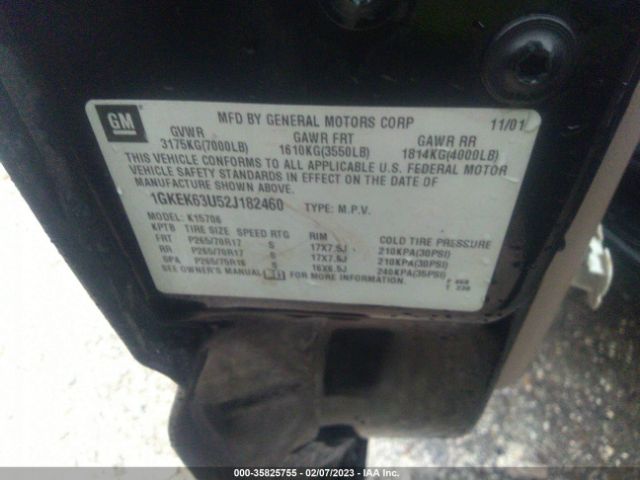 GM
MFD BY GENERAL MOTORS CORP 11/01
GVWR GAWR FRT GAWR RR
3175KG(7000LB) 1610KG(3550LB) 1814KG(4000LB)
THIS VEHICLE CONFORMS TO ALL APPLICABLE U.S. FEDERAL MOTOR
VEHICLE SAFETY STANDARDS IN EFFECT ON THE DATE OF
MANUFACTURE SHOWN ABOVE.
1GKEK63U52J182460 TYPE: M.P.V.
MODEL: K15706
KPTB TIRE SIZE SPEED RTG RIM COLD TIRE PRESSURE
FRT P265/70R17 S 17X7.5J 210KPA(30PSI)
RR P265/70R17 S 17X7.5J 210KPA(30PSI)
SPA P265/75R16 S 16X6.5J 240KPA(35PSI)
SEE OWNER'S MANUAL FOR MORE INFORMATION.
000-35825755 - 02/07/2023 - IAA Inc.